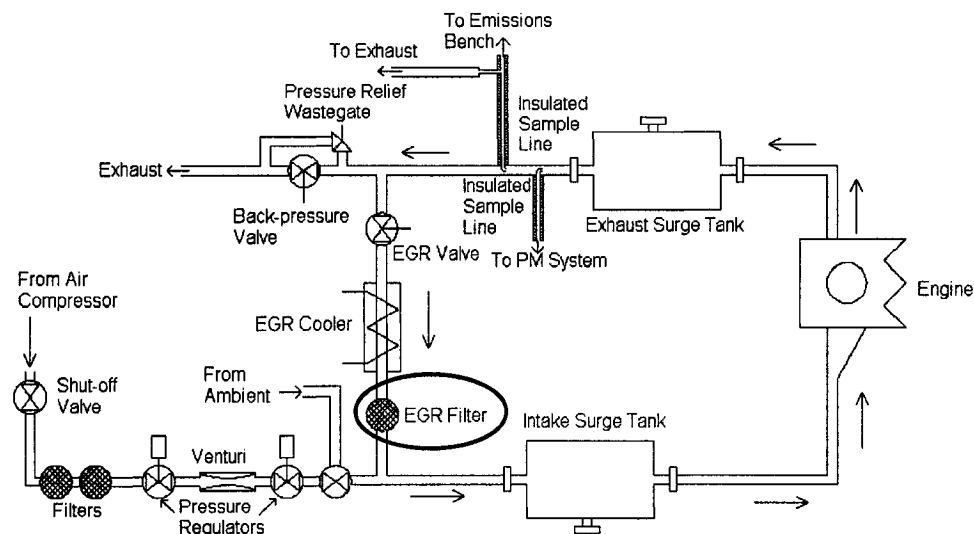 To Emissions
Bench
To Exhaust
Pressure Relief
Wastegate
Insulated
Sample
Line
Exhaust
Back-pressure
Valve
Insulated
Sample
Line
Exhaust Surge Tank
EGR Valve
To PM System
From Air
Compressor
Engine
EGR Cooler
From
Ambient
Shut-off
Valve
EGR Filter
Intake Surge Tank
Venturi
Filters
Pressure
Regulators